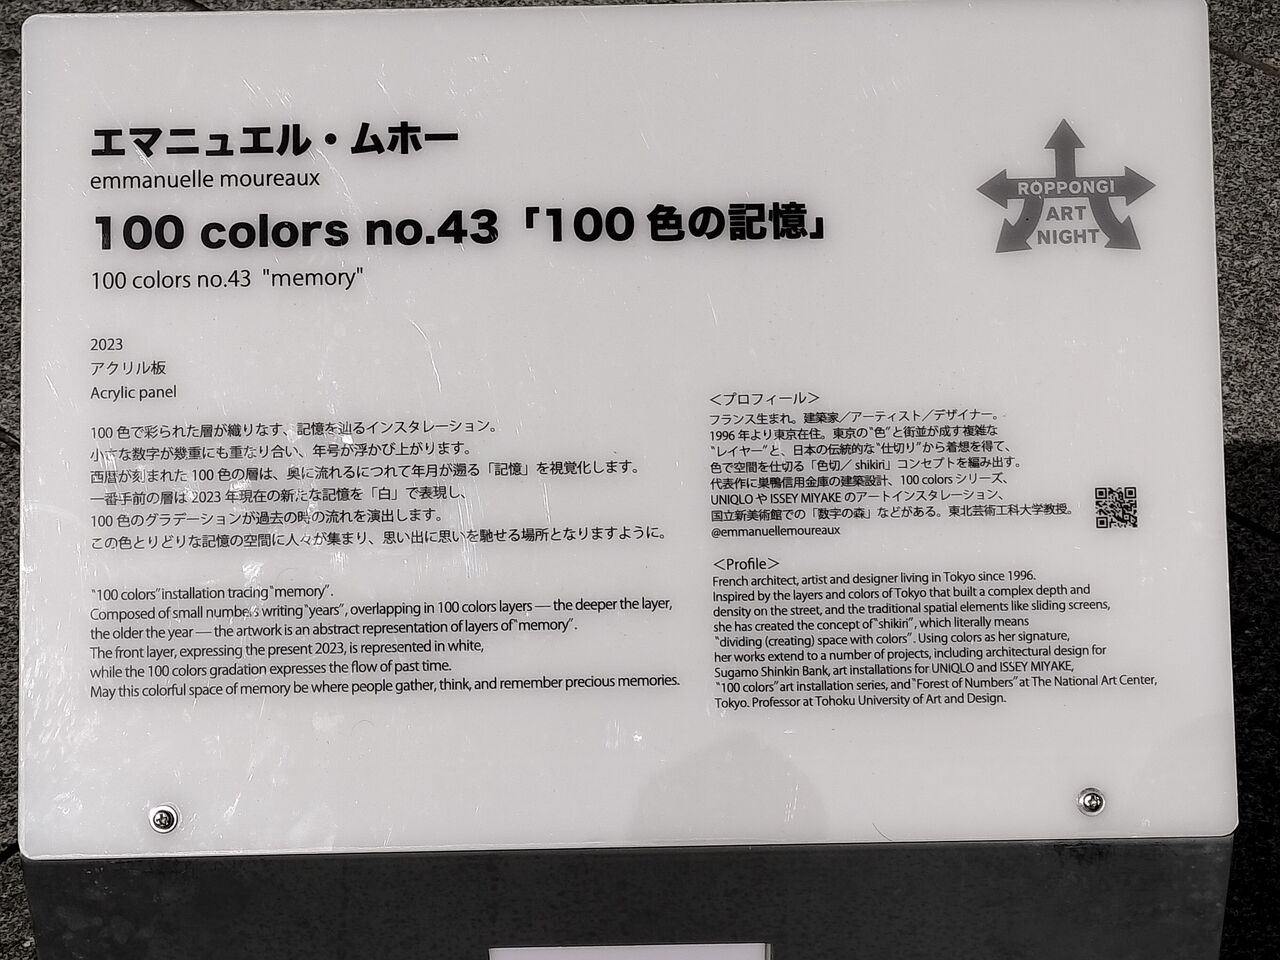 エマニュエル・ムホー
emmanuelle moureaux
100 colors no.43「100 色の記憶」
100 colors no.43 "memory"
ROPPONGI
ART
NIGHT
2023
アクリル板
Acrylic panel
100 色で彩られた層が織りなす、記憶を辿るインスタレーション。
小さな数字が幾重にも重なり合い、年号が浮かび上がります。
西暦が刻まれた 100 色の層は、奥に流れるにつれて年月が遡る「記憶」を視覚化します。
一番手前の層は 2023 年現在の新たな記憶を「白」で表現し、
100 色のグラデーションが過去の時の流れを演出します。
この色とりどりな記憶の空間に人々が集まり、思い出に思いを馳せる場所となりますように。
"100 colors" installation tracing "memory".
Composed of small numbers writing "years", overlapping in 100 colors layers — the deeper the layer,
the older the year — the artwork is an abstract representation of layers of "memory".
The front layer, expressing the present 2023, is represented in white,
while the 100 colors gradation expresses the flow of past time.
May this colorful space of memory be where people gather, think, and remember precious memories.
＜プロフィール＞
フランス生まれ。建築家／アーティスト／デザイナー。
1996 年より東京在住。東京の"色"と街並が成す複雑な
"レイヤー"と、日本の伝統的な"仕切り"から着想を得て、
色で空間を仕切る「色切／ shikiri」コンセプトを編み出す。
代表作に巣鴨信用金庫の建築設計、100 colors シリーズ、
UNIQLO や ISSEY MIYAKE のアートインスタレーション、
国立新美術館での「数字の森」などがある。東北芸術工科大学教授。
@emmanuellemoureaux
＜Profile＞
French architect, artist and designer living in Tokyo since 1996.
Inspired by the layers and colors of Tokyo that built a complex depth and
density on the street, and the traditional spatial elements like sliding screens,
she has created the concept of "shikiri", which literally means
"dividing (creating) space with colors". Using colors as her signature,
her works extend to a number of projects, including architectural design for
Sugamo Shinkin Bank, art installations for UNIQLO and ISSEY MIYAKE,
"100 colors" art installation series, and "Forest of Numbers" at The National Art Center,
Tokyo. Professor at Tohoku University of Art and Design.